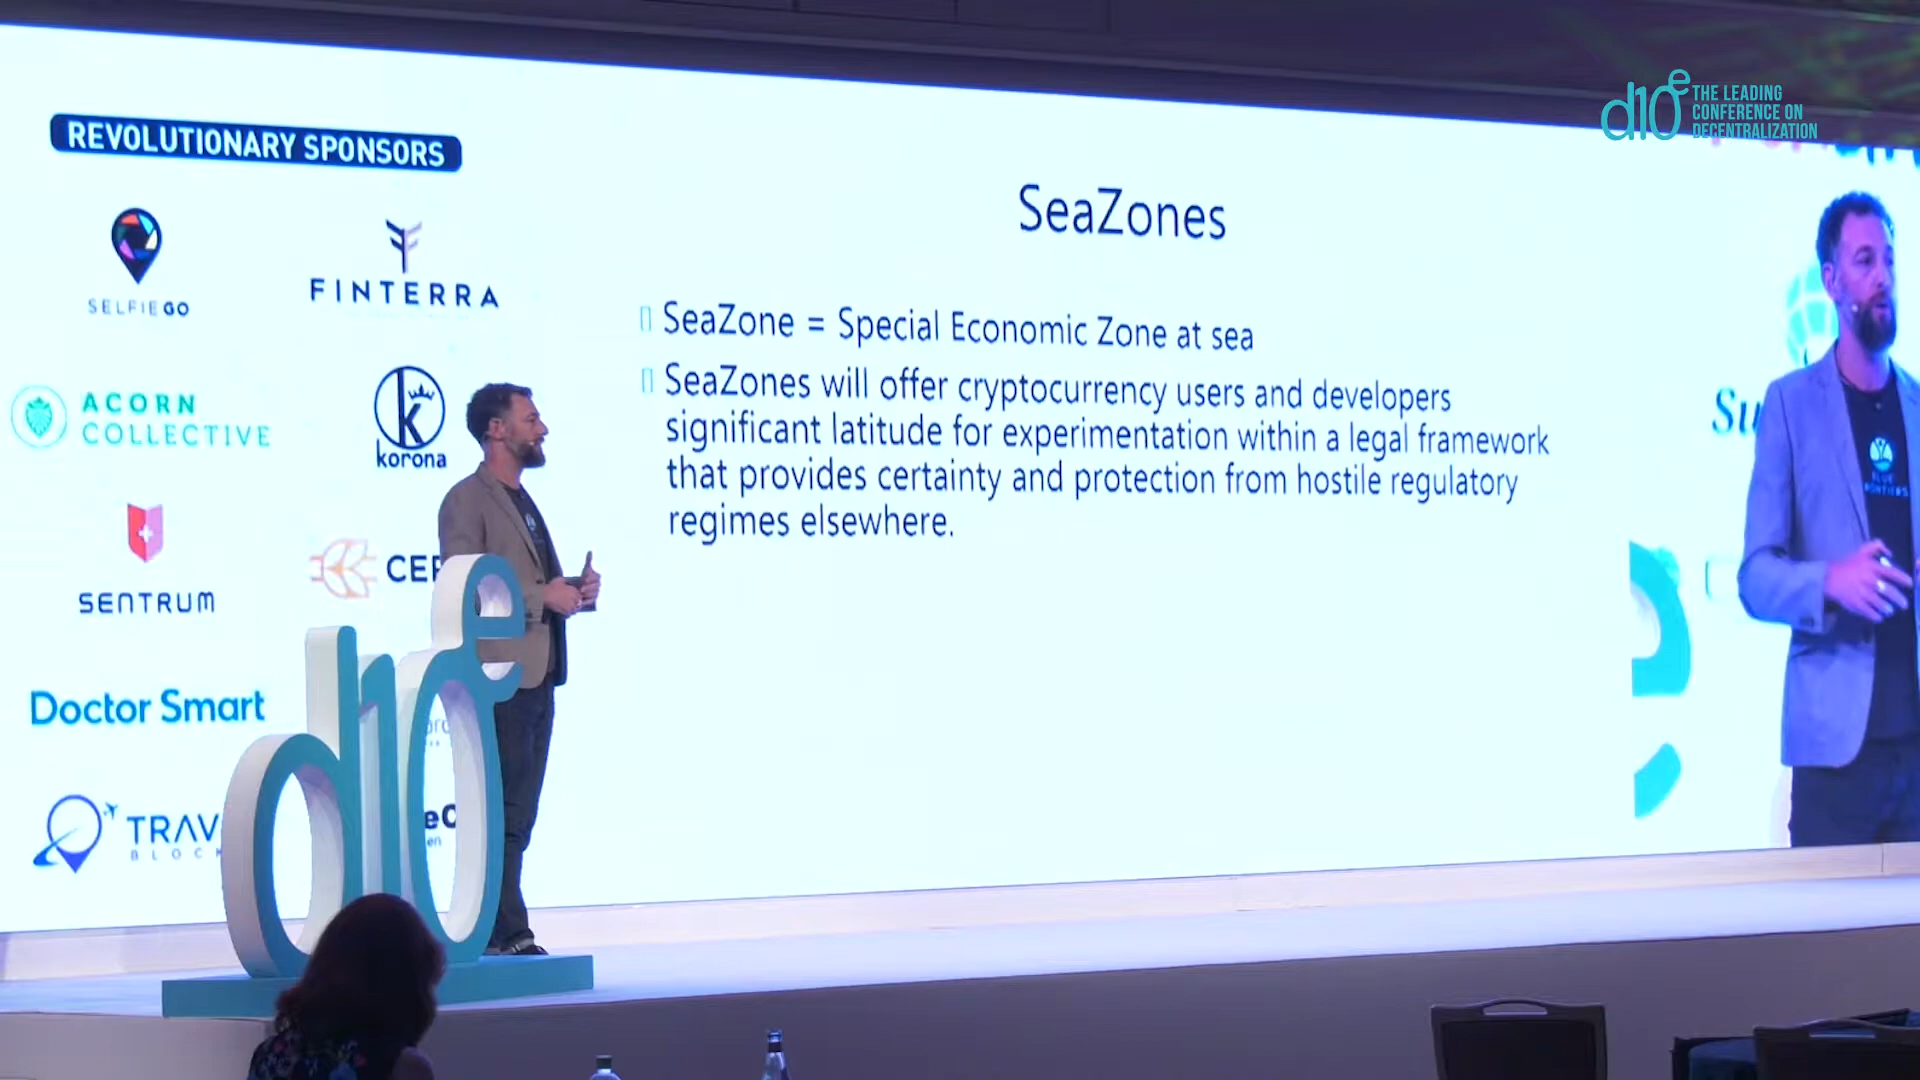 d10e THE LEADING
CONFERENCE ON
DECENTRALIZATION
REVOLUTIONARY SPONSORS
SELFIEGO
FINTERRA
ACORN
COLLECTIVE
korona
SENTRUM
Doctor Smart
SeaZones
SeaZone = Special Economic Zone at sea
SeaZones will offer cryptocurrency users and developers
significant latitude for experimentation within a legal framework
that provides certainty and protection from hostile regulatory
regimes elsewhere.
d10e